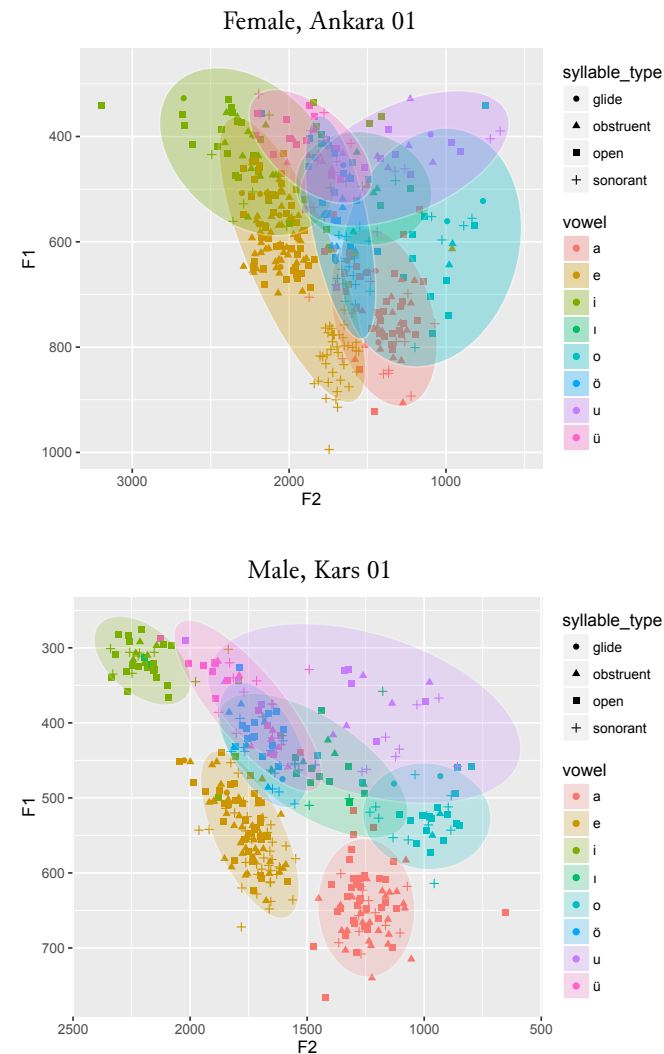 Female, Ankara 01
syllable_type
glide
obstruent
open
sonorant
vowel
a
e
i
ı
o
ö
u
ü
400
600
800
1000
F1
3000
2000
1000
F2
Male, Kars 01
syllable_type
glide
obstruent
open
sonorant
vowel
a
e
i
ı
o
ö
u
ü
300
400
500
600
700
F1
2500
2000
1500
1000
500
F2